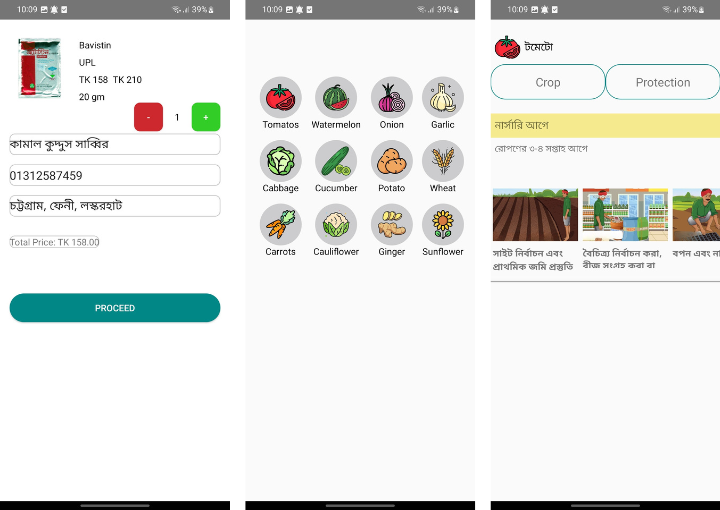 10:09
39%
Bavistin
UPL
TK 158 TK 210
20 gm
- 1 +
কামাল কুদ্দুস সাব্বির
01312587459
চট্টগ্রাম, ফেনী, লস্করহাট
Total Price: TK 158.00
PROCEED
10:09
39%
Tomatos Watermelon Onion Garlic
Cabbage Cucumber Potato Wheat
Carrots Cauliflower Ginger Sunflower
10:09
39%
টমেটো
Crop Protection
নার্সারি আগে
রোপণের ৩-৪ সপ্তাহ আগে
সাইট নির্বাচন এবং
প্রাথমিক জমি প্রস্তুতি
বৈচিত্র্য নির্বাচন করা,
বীজ সংগ্রহ করা বা
বপন এবং